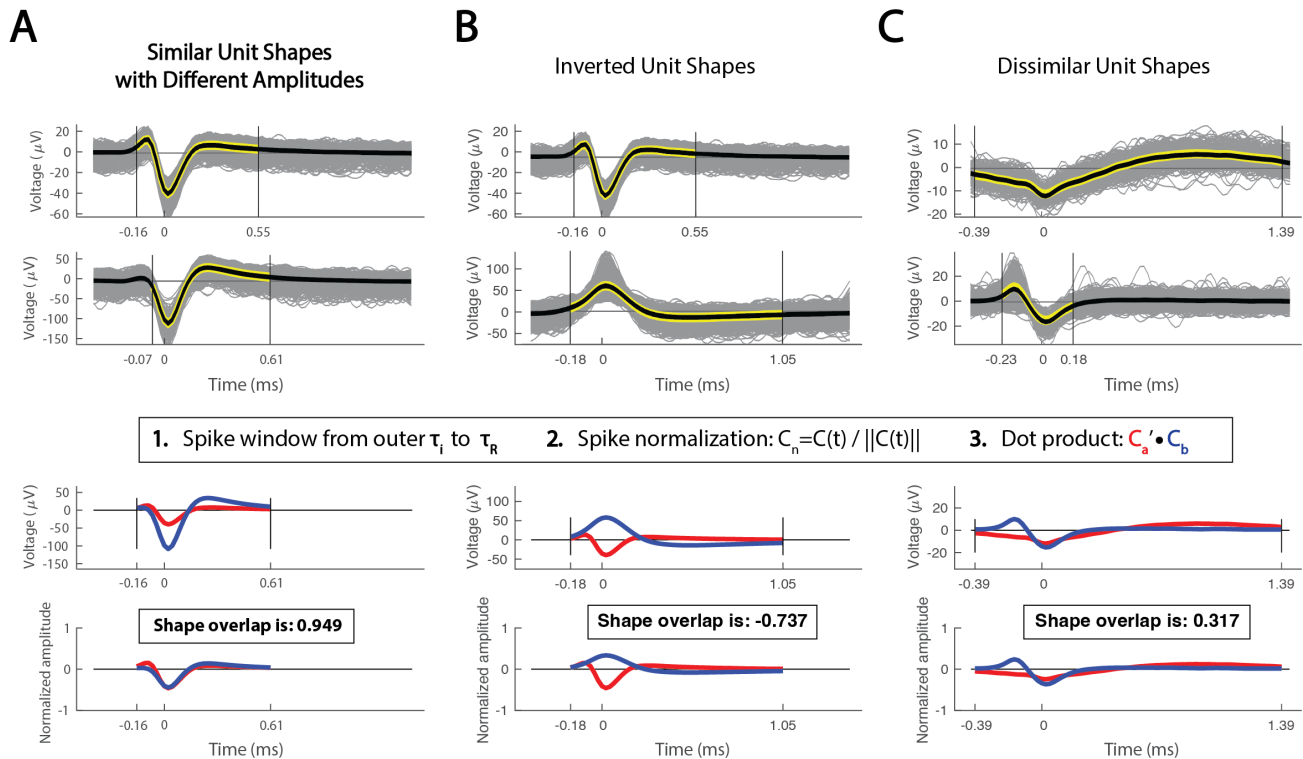 A
Similar Unit Shapes
with Different Amplitudes
Voltage ( μV)
20
0
-20
-40
-60
-0.16 0 0.55
Voltage ( μV)
50
0
-50
-100
-150
-0.07 0 0.61
Time (ms)
B
Inverted Unit Shapes
Voltage (μV)
20
0
-20
-40
-60
-0.16 0 0.55
Voltage (μV)
100
50
0
-50
-0.18 0 1.05
Time (ms)
C
Dissimilar Unit Shapes
Voltage (μV)
10
0
-10
-20
-0.39 0 1.39
Voltage (μV)
20
0
-20
-0.23 0 0.18
Time (ms)
1. Spike window from outer τi to τR 2. Spike normalization: Cn=C(t) / ||C(t)|| 3. Dot product: Ca′•Cb
Voltage ( μV)
50
0
-50
-100
-150
-0.16 0 0.61
Normalized amplitude
Shape overlap is: 0.949
1
0
-1
-0.16 0 0.61
Time (ms)
Voltage (μV)
100
50
0
-50
-0.18 0 1.05
Normalized amplitude
Shape overlap is: -0.737
1
0
-1
-0.18 0 1.05
Time (ms)
Voltage (μV)
20
0
-20
-0.39 0 1.39
Normalized amplitude
Shape overlap is: 0.317
1
0
-1
-0.39 0 1.39
Time (ms)